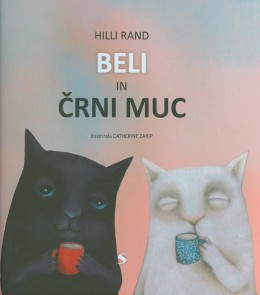 HILLI RAND
BELI
IN
ČRNI MUC
Ilustrirala CATHERINE ZARIP
S